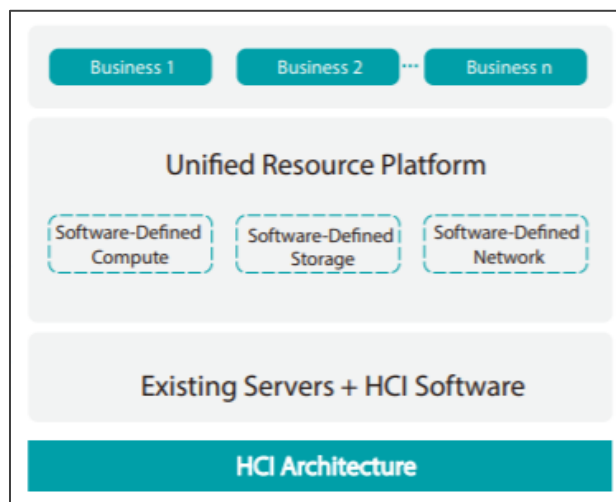 Business 1
Business 2
...
Business n
Unified Resource Platform
Software-Defined
Compute
Software-Defined
Storage
Software-Defined
Network
Existing Servers + HCI Software
HCI Architecture